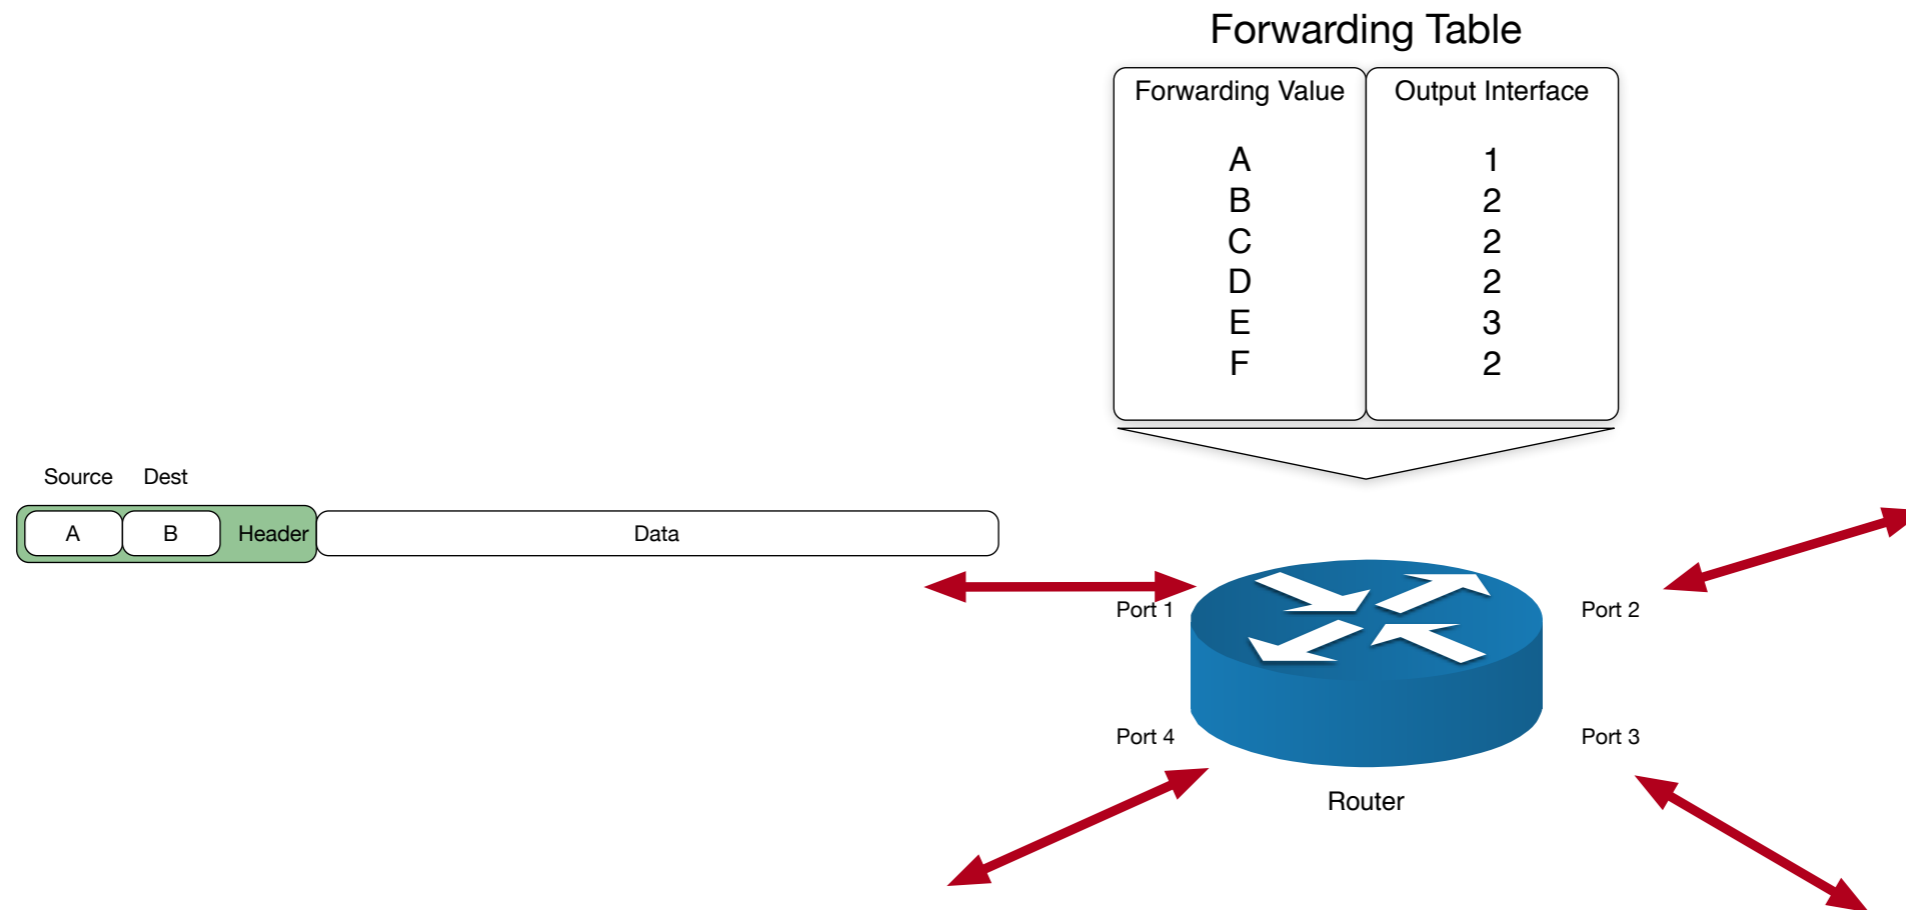 Forwarding Table
Forwarding Value Output Interface
A 1
B 2
C 2
D 2
E 3
F 2
Source Dest
A B Header Data
Port 1 Port 2
Port 4 Port 3
Router